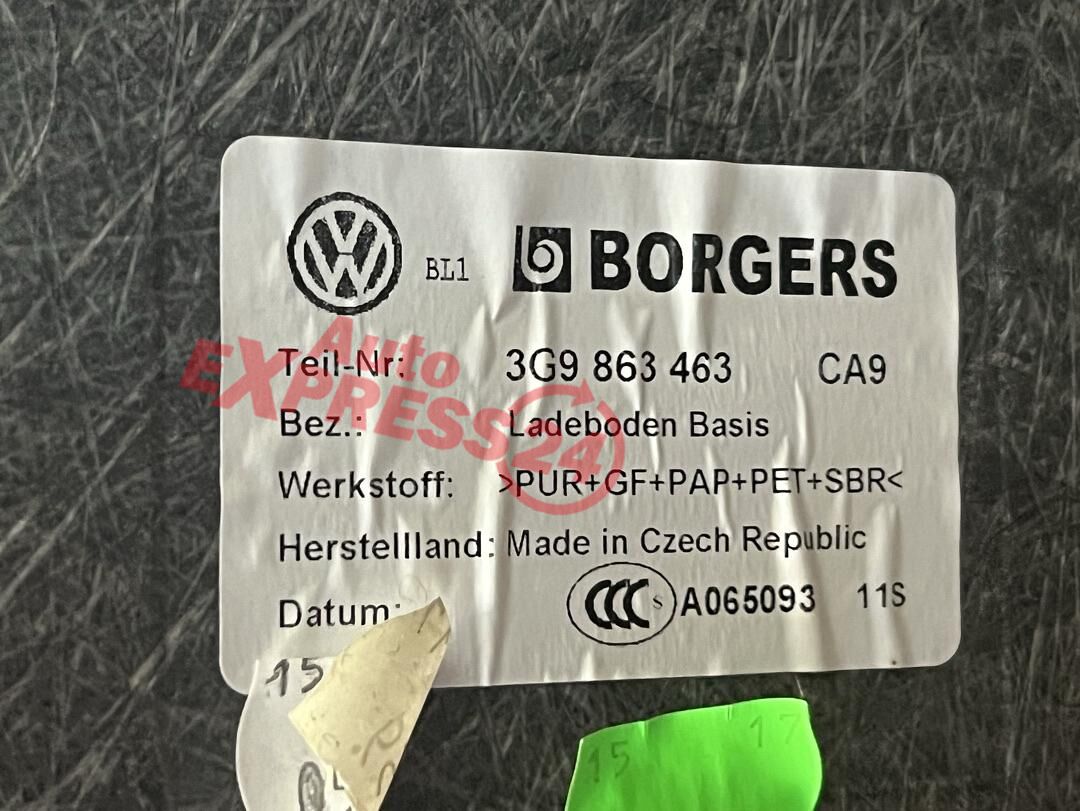 BL1 BORGERS
Teil-Nr: 3G9 863 463 CA9
Bez.: Ladeboden Basis
Werkstoff: >PUR+GF+PAP+PET+SBR<
Herstellland: Made in Czech Republic
Datum: CCC S A065093 11S
15
15 17
Auto
EXPRESS24